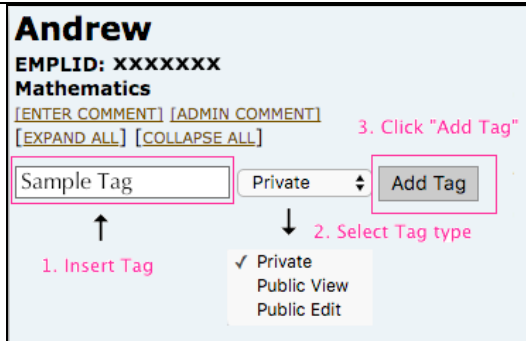 Andrew
EMPLID: XXXXXXX
Mathematics
[ENTER COMMENT] [ADMIN COMMENT]
[EXPAND ALL] [COLLAPSE ALL]
3. Click "Add Tag"
Sample Tag Private Add Tag
2. Select Tag type
1. Insert Tag
✓ Private
Public View
Public Edit